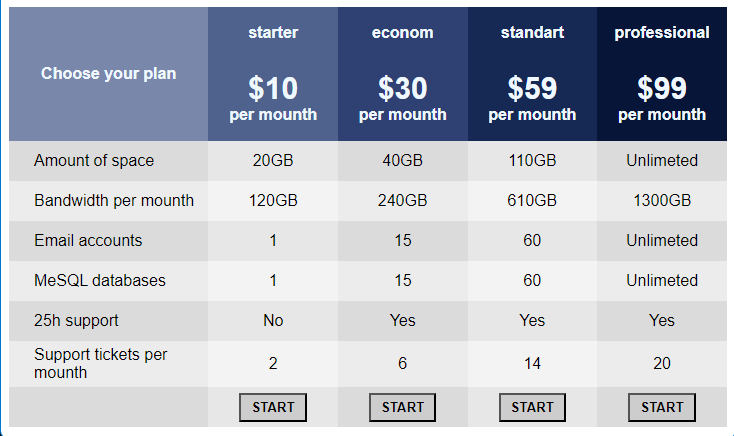 Choose your plan starter econom standart professional
$10 $30 $59 $99
per mounth per mounth per mounth per mounth
Amount of space 20GB 40GB 110GB Unlimeted
Bandwidth per mounth 120GB 240GB 610GB 1300GB
Email accounts 1 15 60 Unlimeted
MeSQL databases 1 15 60 Unlimeted
25h support No Yes Yes Yes
Support tickets per
mounth 2 6 14 20
START START START START